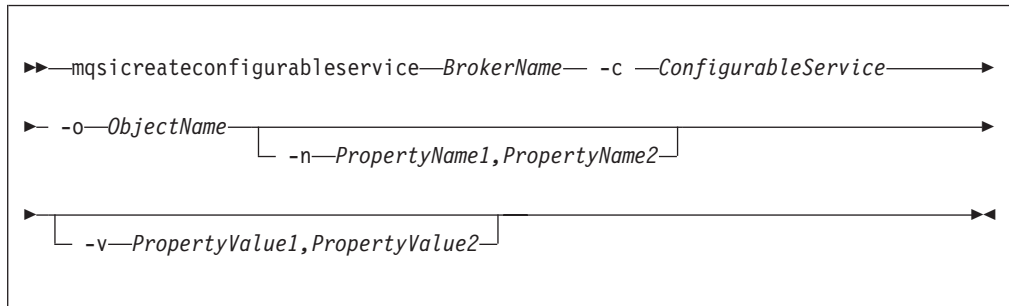 mqsicreateconfigurableservice BrokerName -c ConfigurableService
-o ObjectName
-n PropertyName1,PropertyName2
-v PropertyValue1,PropertyValue2